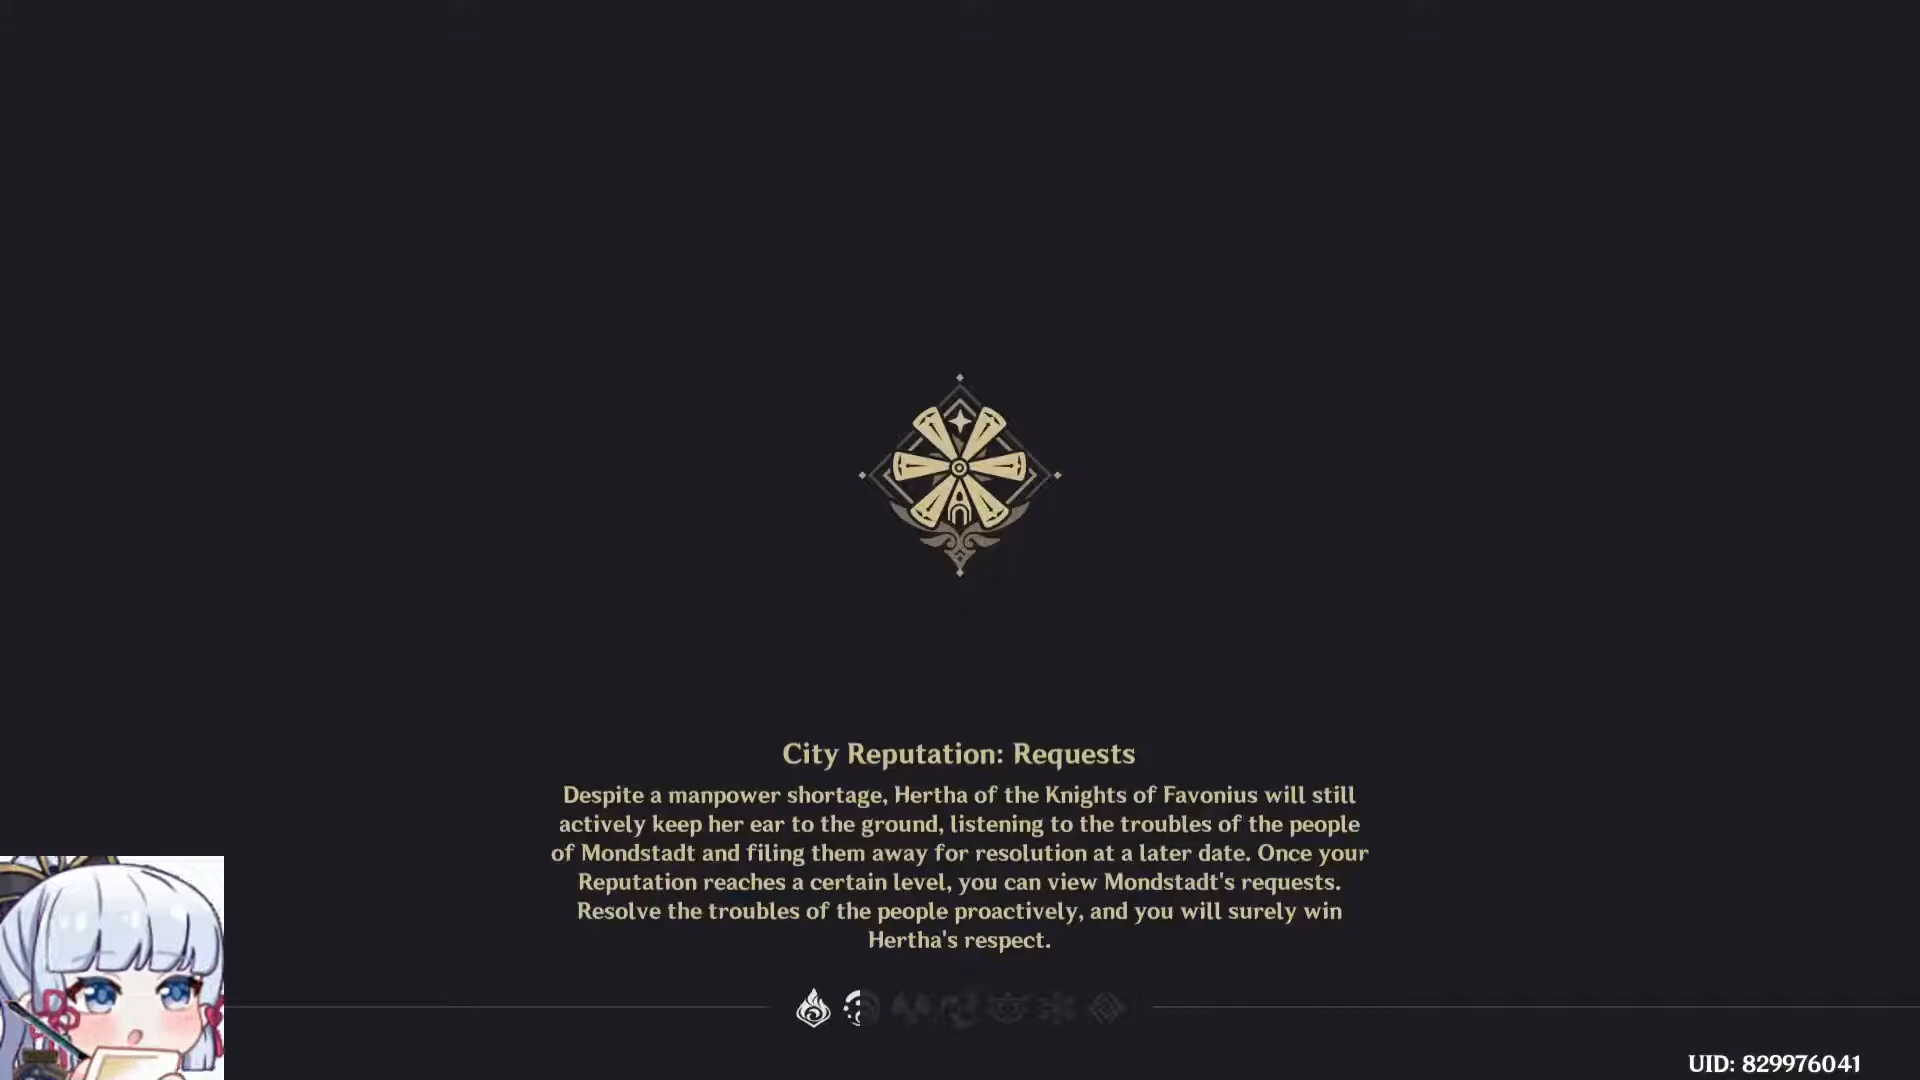 City Reputation: Requests
Despite a manpower shortage, Hertha of the Knights of Favonius will still
actively keep her ear to the ground, listening to the troubles of the people
of Mondstadt and filing them away for resolution at a later date. Once your
Reputation reaches a certain level, you can view Mondstadt's requests.
Resolve the troubles of the people proactively, and you will surely win
Hertha's respect.
UID: 829976041